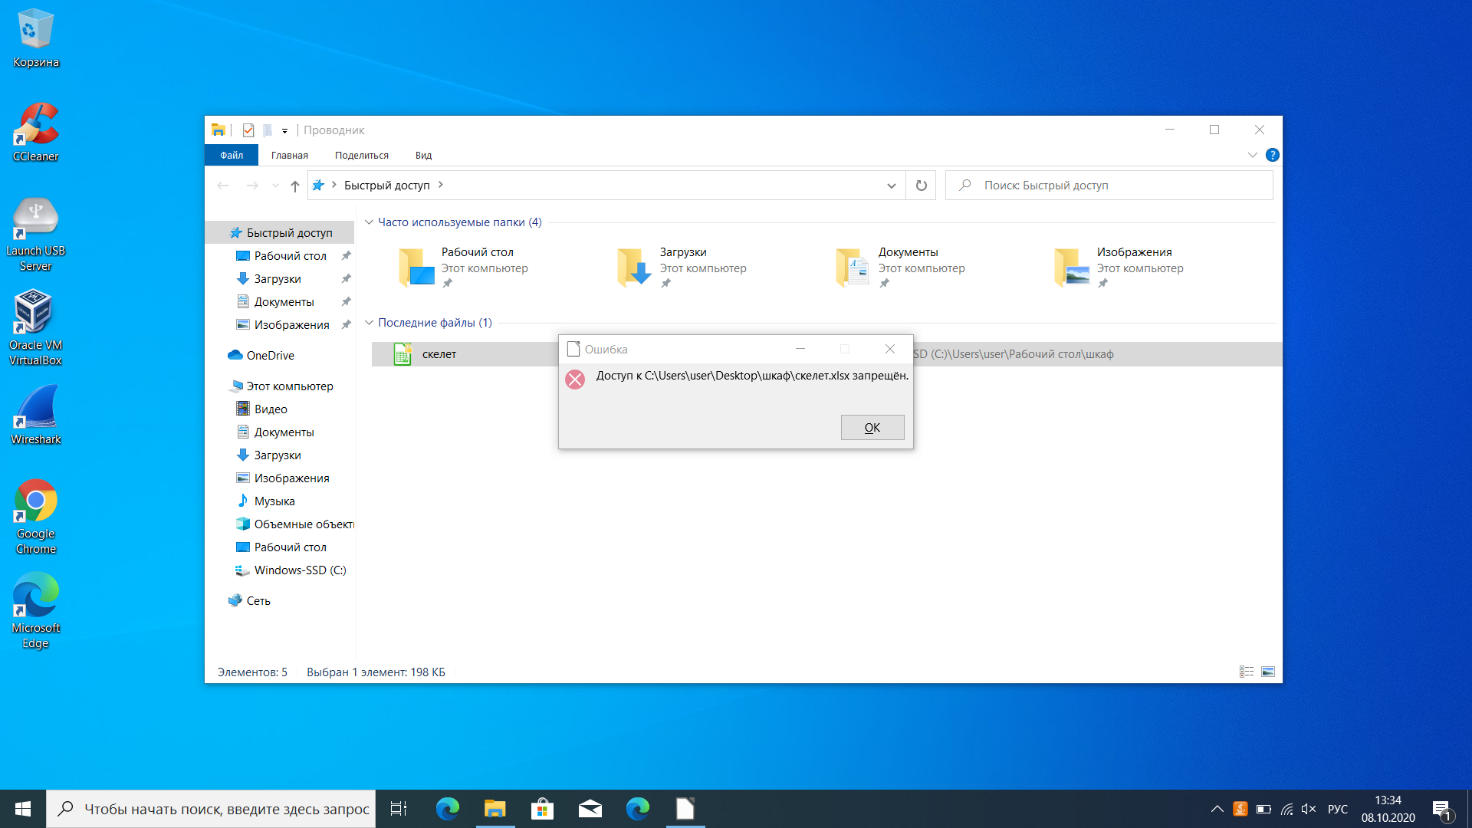 Корзина
CCleaner
Launch USB
Server
Oracle VM
VirtualBox
Wireshark
Google
Chrome
Microsoft
Edge
Проводник
Файл
Главная
Поделиться
Вид
?
Быстрый доступ
Поиск: Быстрый доступ
Быстрый доступ
Рабочий стол
Загрузки
Документы
Изображения
OneDrive
Этот компьютер
Видео
Документы
Загрузки
Изображения
Музыка
Объемные объект
Рабочий стол
Windows-SSD (C:)
Сеть
Часто используемые папки (4)
Рабочий стол
Этот компьютер
Загрузки
Этот компьютер
Документы
Этот компьютер
Изображения
Этот компьютер
Последние файлы (1)
скелет
SD (C:)\Users\user\Рабочий стол\шкаф
Ошибка
Доступ к C:\Users\user\Desktop\шкаф\скелет.xlsx запрещён.
ОК
Элементов: 5
Выбран 1 элемент: 198 КБ
Чтобы начать поиск, введите здесь запрос
РУС
13:34
08.10.2020
1